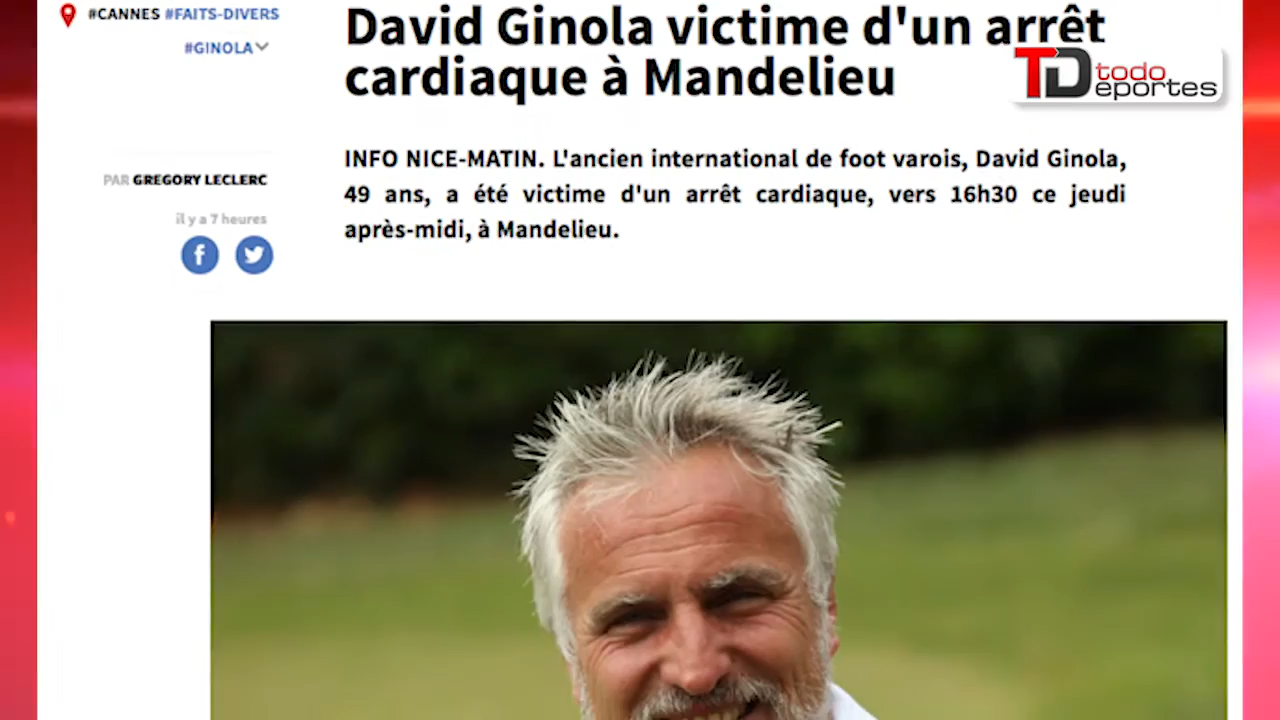 #CANNES #FAITS-DIVERS
#GINOLA
PAR GREGORY LECLERC
il y a 7 heures
David Ginola victime d'un arrêt
cardiaque à Mandelieu
TD todo
Deportes
INFO NICE-MATIN. L'ancien international de foot varois, David Ginola,
49 ans, a été victime d'un arrêt cardiaque, vers 16h30 ce jeudi
après-midi, à Mandelieu.